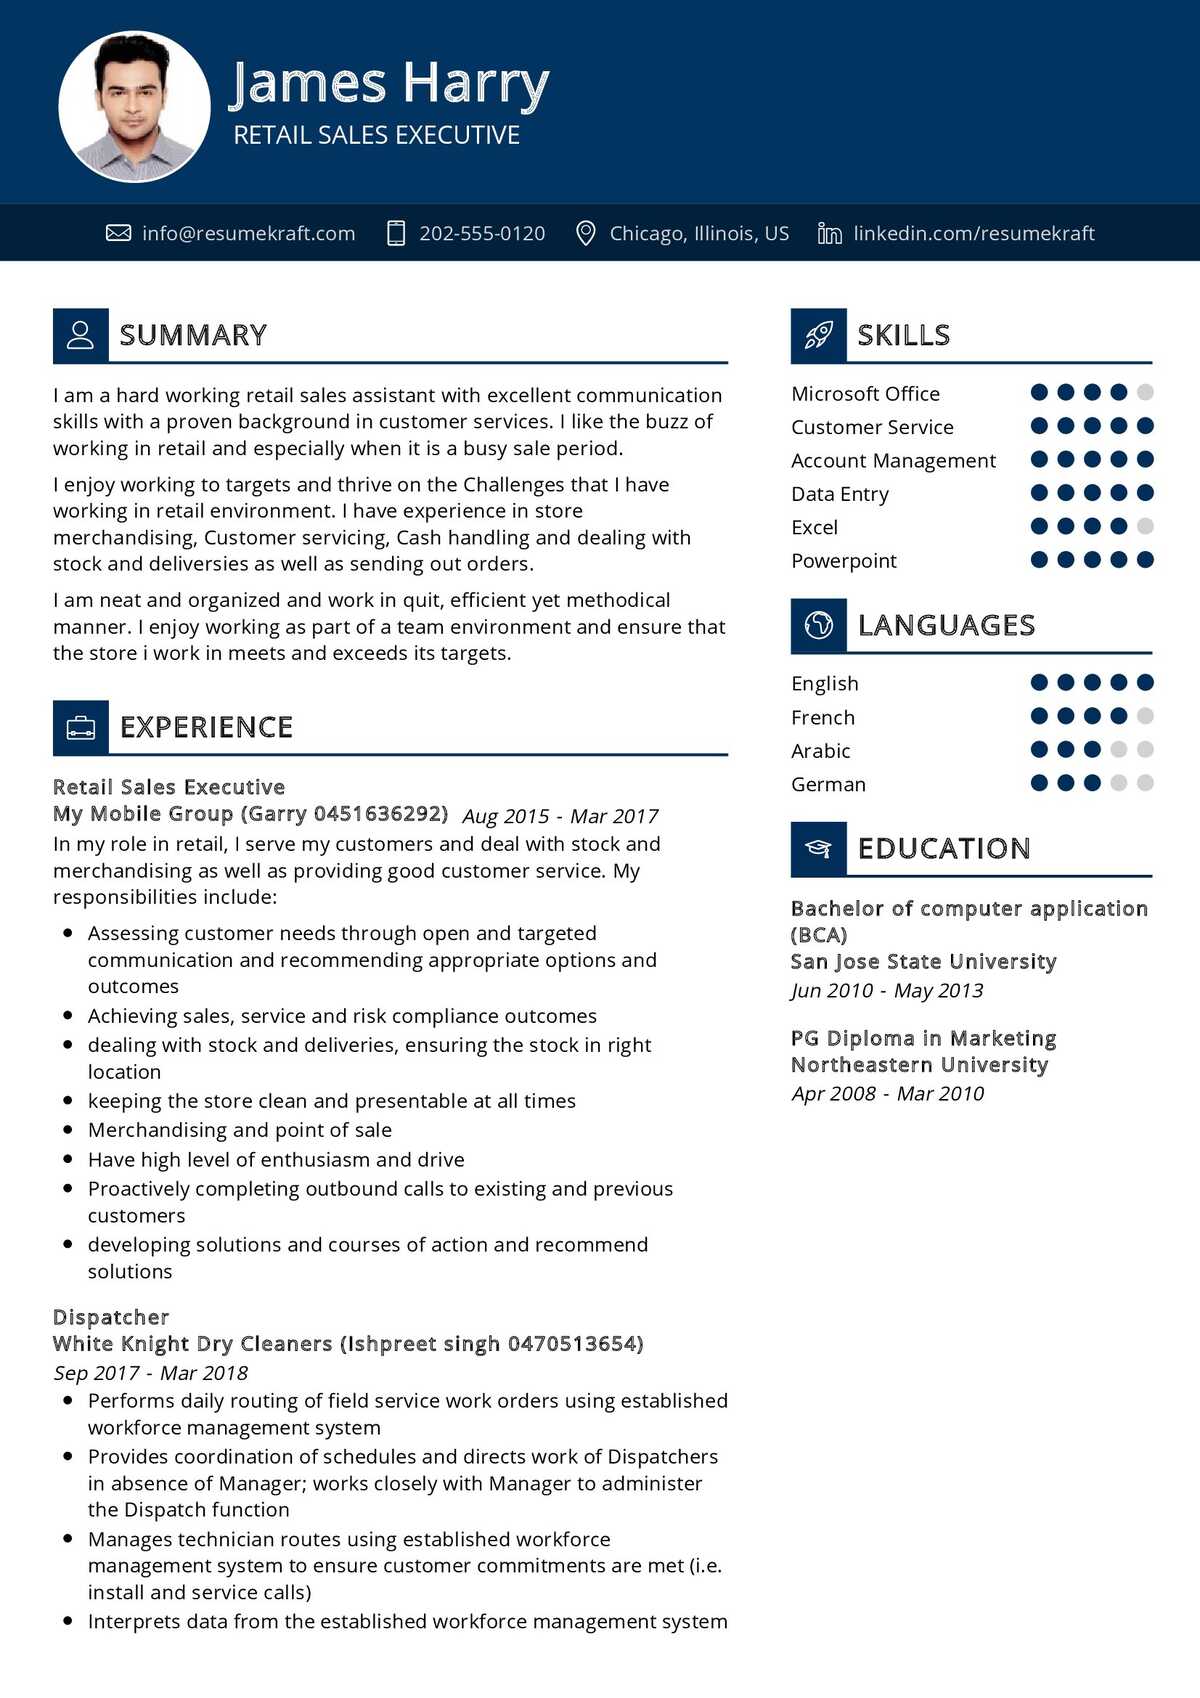 James Harry
RETAIL SALES EXECUTIVE
info@resumekraft.com
202-555-0120
Chicago, Illinois, US
linkedin.com/resumekraft
SUMMARY
I am a hard working retail sales assistant with excellent communication
skills with a proven background in customer services. I like the buzz of
working in retail and especially when it is a busy sale period.
I enjoy working to targets and thrive on the Challenges that I have
working in retail environment. I have experience in store
merchandising, Customer servicing, Cash handling and dealing with
stock and deliversies as well as sending out orders.
I am neat and organized and work in quit, efficient yet methodical
manner. I enjoy working as part of a team environment and ensure that
the store i work in meets and exceeds its targets.
EXPERIENCE
Retail Sales Executive
My Mobile Group (Garry 0451636292) Aug 2015 - Mar 2017
In my role in retail, I serve my customers and deal with stock and
merchandising as well as providing good customer service. My
responsibilities include:
• Assessing customer needs through open and targeted
communication and recommending appropriate options and
outcomes
• Achieving sales, service and risk compliance outcomes
• dealing with stock and deliveries, ensuring the stock in right
location
• keeping the store clean and presentable at all times
• Merchandising and point of sale
• Have high level of enthusiasm and drive
• Proactively completing outbound calls to existing and previous
customers
• developing solutions and courses of action and recommend
solutions
Dispatcher
White Knight Dry Cleaners (Ishpreet singh 0470513654)
Sep 2017 - Mar 2018
• Performs daily routing of field service work orders using established
workforce management system
• Provides coordination of schedules and directs work of Dispatchers
in absence of Manager; works closely with Manager to administer
the Dispatch function
• Manages technician routes using established workforce
management system to ensure customer commitments are met (i.e.
install and service calls)
• Interprets data from the established workforce management system
SKILLS
Microsoft Office
Customer Service
Account Management
Data Entry
Excel
Powerpoint
LANGUAGES
English
French
Arabic
German
EDUCATION
Bachelor of computer application
(BCA)
San Jose State University
Jun 2010 - May 2013
PG Diploma in Marketing
Northeastern University
Apr 2008 - Mar 2010